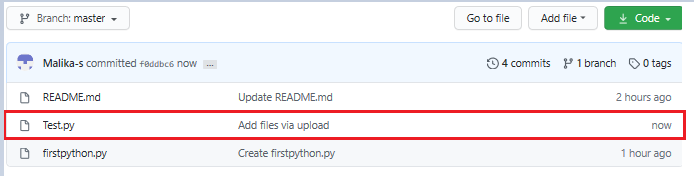 Branch: master Go to file Add file Code
Malika-s committed f0ddbc6 now ... 4 commits 1 branch 0 tags
README.md Update README.md 2 hours ago
Test.py Add files via upload now
firstpython.py Create firstpython.py 1 hour ago